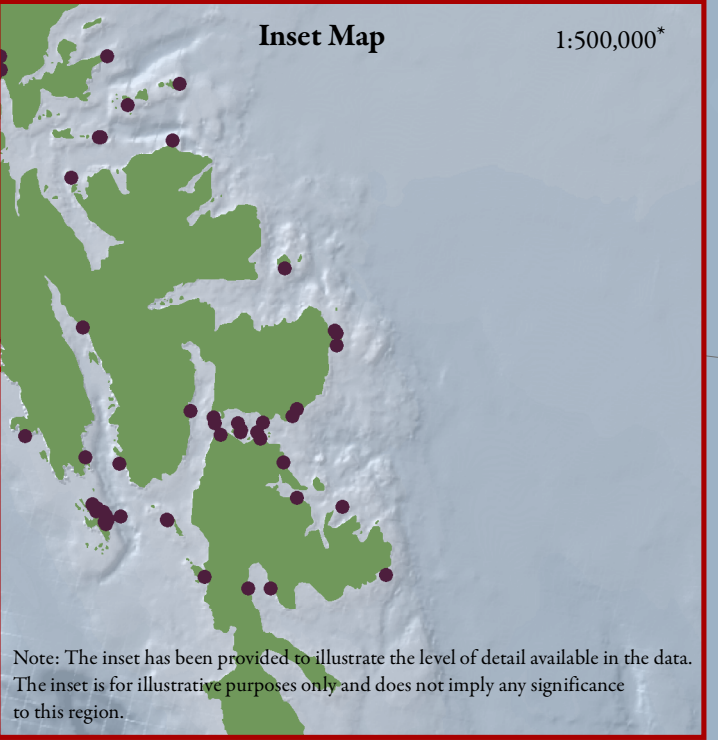 Inset Map
1:500,000*
Note: The inset has been provided to illustrate the level of detail available in the data.
The inset is for illustrative purposes only and does not imply any significance
to this region.